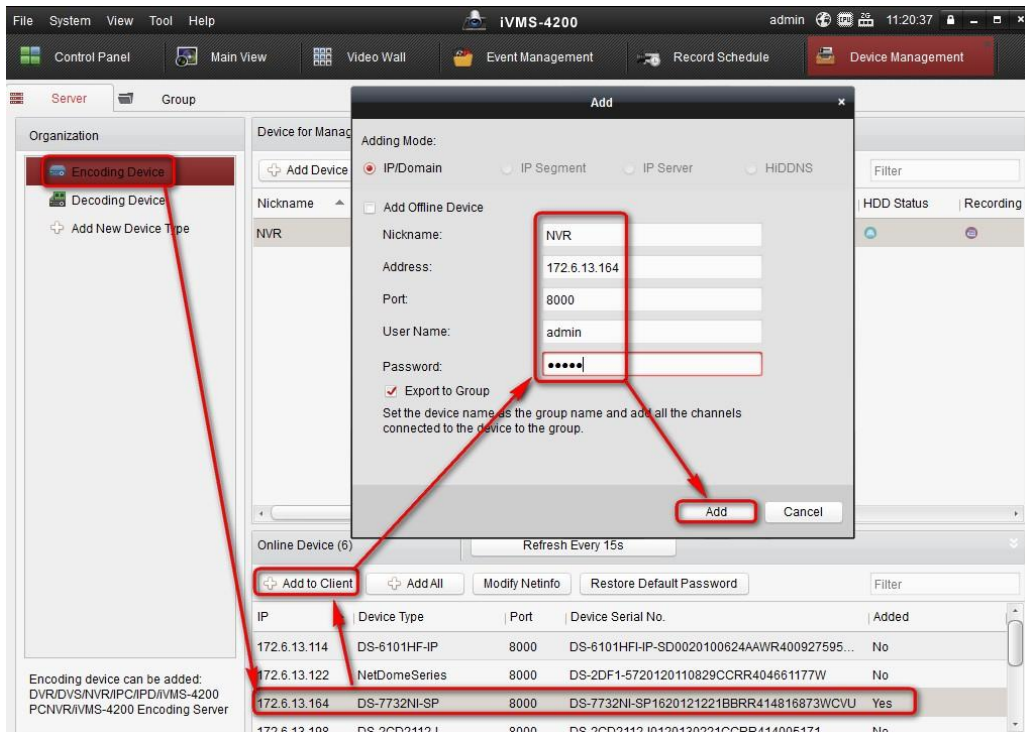 File System View Tool Help
iVMS-4200
admin 2G 11:20:37
Control Panel
Main View
Video Wall
Event Management
Record Schedule
Device Management
Server
Group
Organization
Encoding Device
Decoding Device
Add New Device Type
Encoding device can be added:
DVR/DVS/NVR/IPC/IPD/iVMS-4200
PCNVR/iVMS-4200 Encoding Server
Add Device
Filter
Nickname
HDD Status
Recording
NVR
Add
Adding Mode:
IP/Domain
IP Segment
IP Server
HiDDNS
Add Offline Device
Nickname: NVR
Address: 172.6.13.164
Port: 8000
User Name: admin
Password: •••••
Export to Group
Set the device name as the group name and add all the channels
connected to the device to the group.
Add
Cancel
Online Device (6)
Refresh Every 15s
Add to Client
Add All
Modify Netinfo
Restore Default Password
Filter
IP Device Type Port Device Serial No. Added
172.6.13.114 DS-6101HF-IP 8000 DS-6101HFI-IP-SD0020100624AAWR400927595... No
172.6.13.122 NetDomeSeries 8000 DS-2DF1-5720120110829CCRR404661177W No
172.6.13.164 DS-7732NI-SP 8000 DS-7732NI-SP1620121221BBRR414816873WCVU Yes